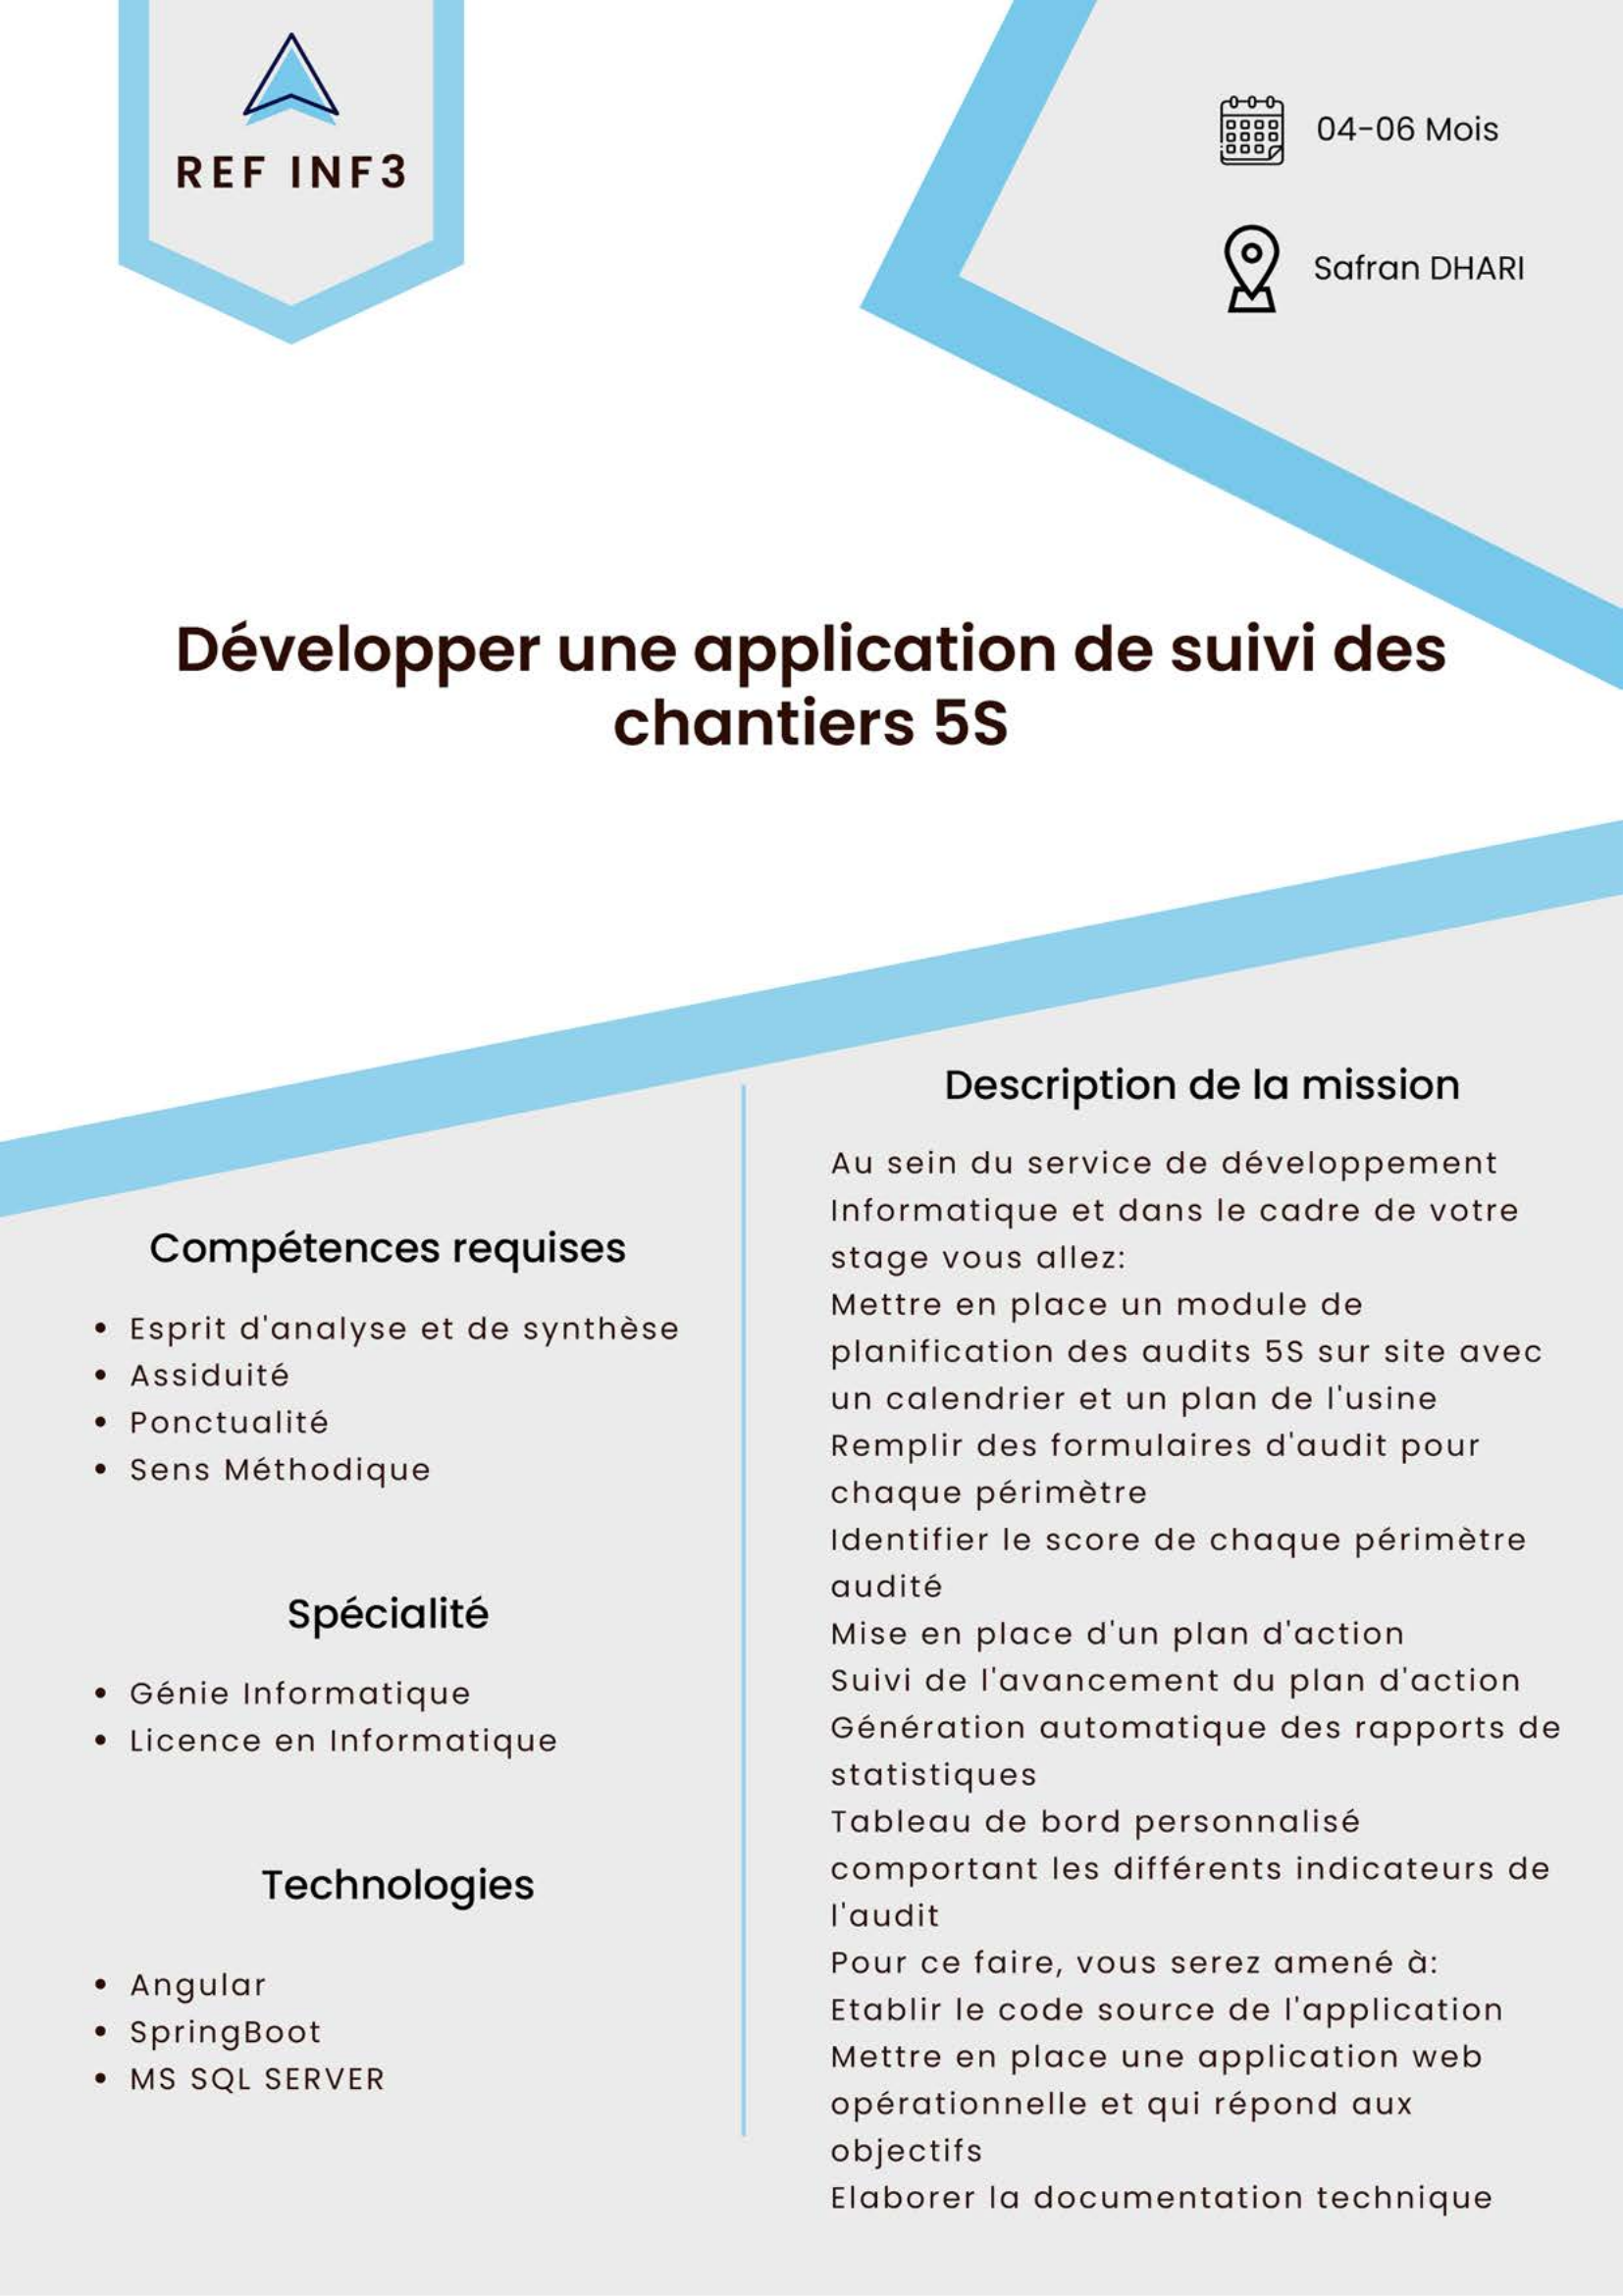 REF INF3
04-06 Mois
Safran DHARI
Développer une application de suivi des
chantiers 5S
Compétences requises
• Esprit d'analyse et de synthèse
• Assiduité
• Ponctualité
• Sens Méthodique
Spécialité
• Génie Informatique
• Licence en Informatique
Technologies
• Angular
• SpringBoot
• MS SQL SERVER
Description de la mission
Au sein du service de développement
Informatique et dans le cadre de votre
stage vous allez:
Mettre en place un module de
planification des audits 5S sur site avec
un calendrier et un plan de l'usine
Remplir des formulaires d'audit pour
chaque périmètre
Identifier le score de chaque périmètre
audité
Mise en place d'un plan d'action
Suivi de l'avancement du plan d'action
Génération automatique des rapports de
statistiques
Tableau de bord personnalisé
comportant les différents indicateurs de
l'audit
Pour ce faire, vous serez amené à:
Etablir le code source de l'application
Mettre en place une application web
opérationnelle et qui répond aux
objectifs
Elaborer la documentation technique